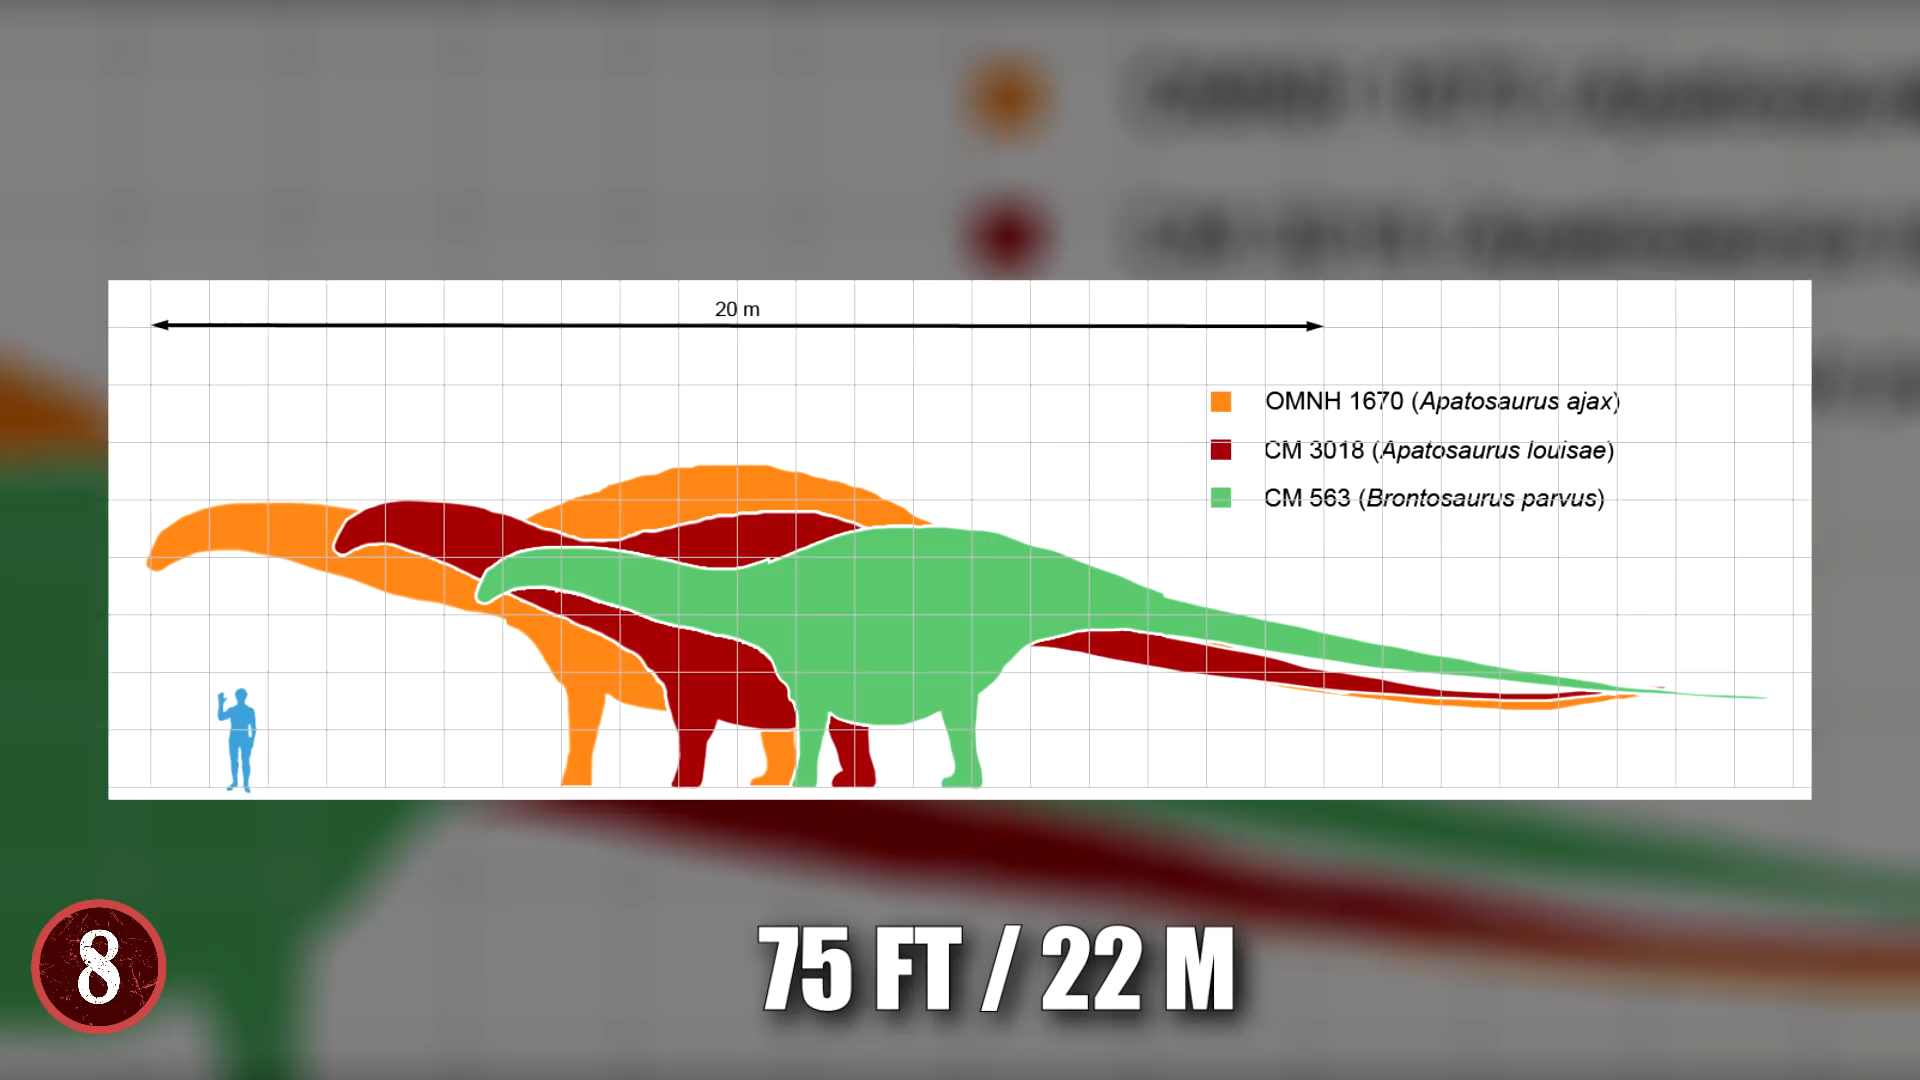 20 m
OMNH 1670 (Apatosaurus ajax)
CM 3018 (Apatosaurus louisae)
CM 563 (Brontosaurus parvus)
8
75 FT / 22 M